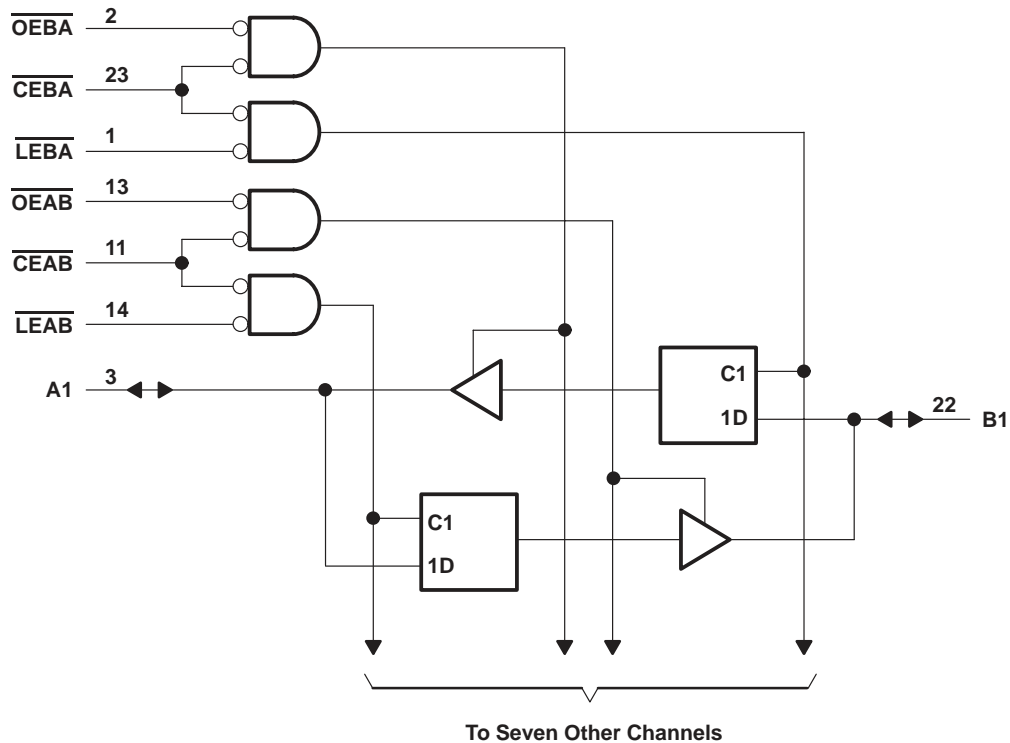 OEBA 2
CEBA 23
LEBA 1
OEAB 13
CEAB 11
LEAB 14
A1 3
C1
1D
22 B1
C1
1D
To Seven Other Channels